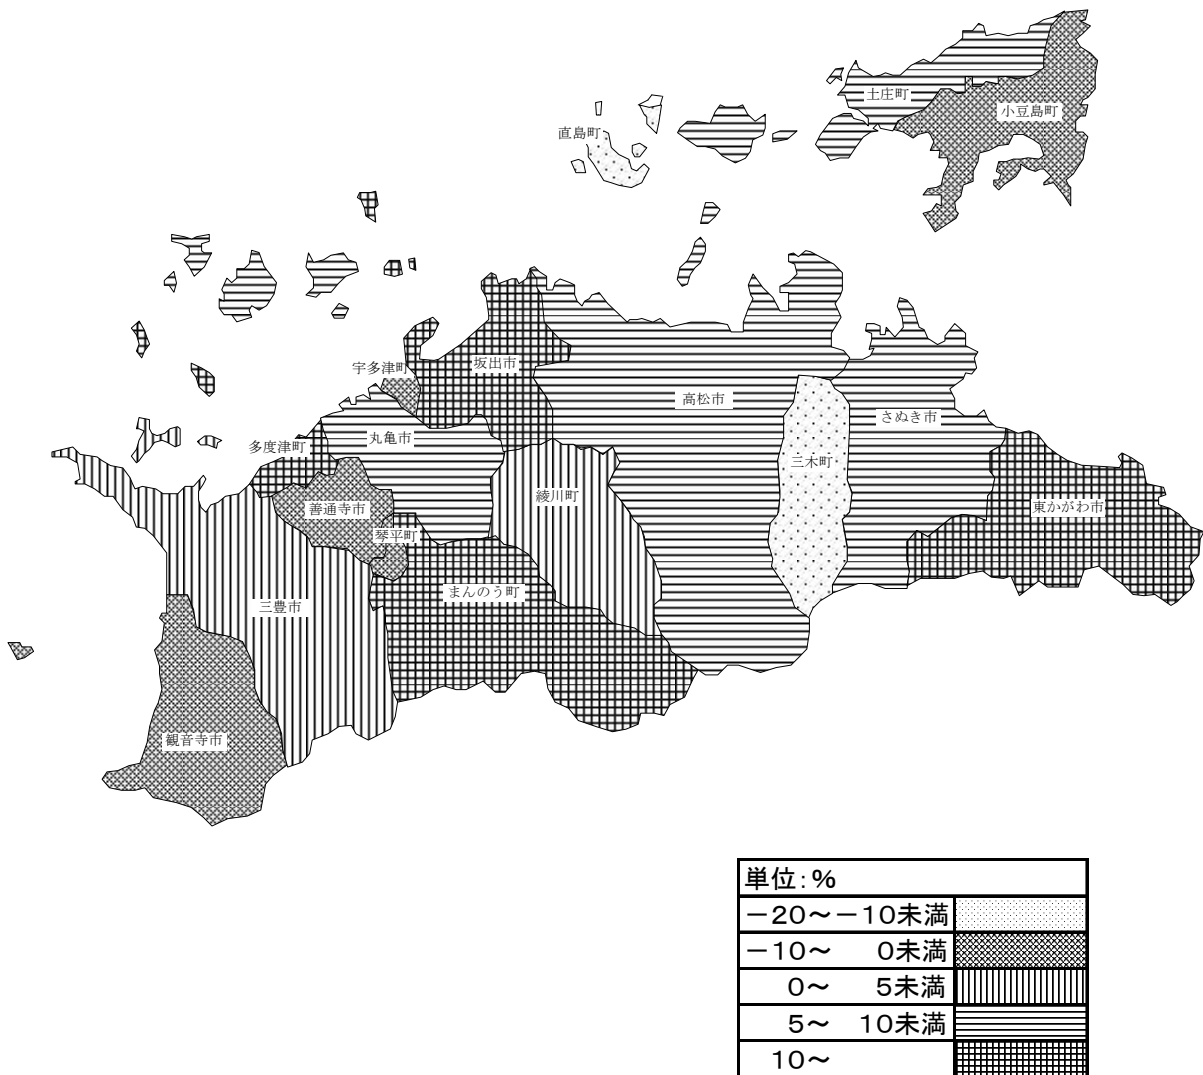 土庄町
小豆島町
直島町
宇多津町
坂出市
高松市
さぬき市
丸亀市
多度津町
三木町
綾川町
善通寺市
東かがわ市
琴平町
まんのう町
三豊市
観音寺市
単位:%
-20~-10未満
-10~ 0未満
0~ 5未満
5~ 10未満
10~